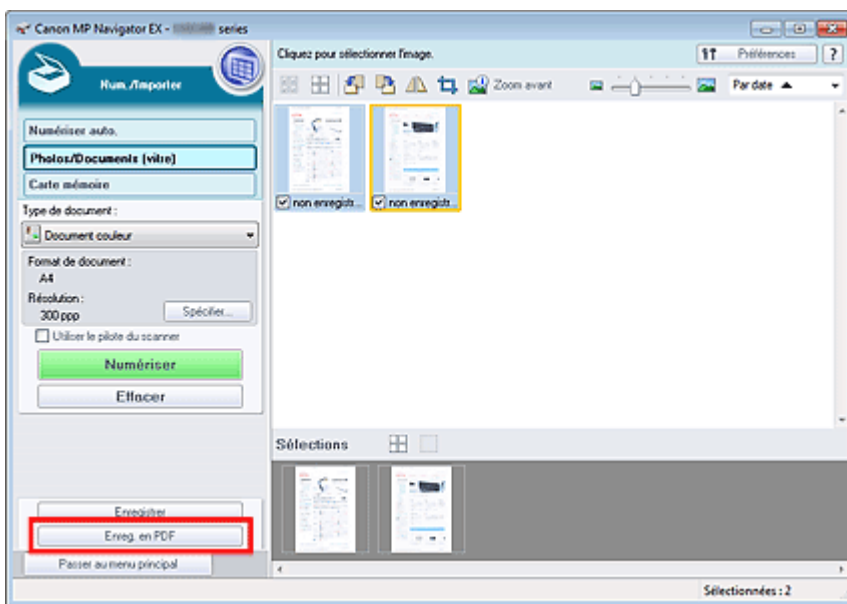 Canon MP Navigator EX - series
Cliquez pour sélectionner l'image.
Préférences
?
Num./Importer
Zoom avant
Par date
Numériser auto.
Photos/Documents (vitre)
Carte mémoire
non enregistr...
non enregistr...
Type de document :
Document couleur
Format de document :
A4
Résolution :
300 ppp
Spécifier...
Utiliser le pilote du scanner
Numériser
Effacer
Sélections
Enregistrer
Enreg. en PDF
Passer au menu principal
Sélectionnées : 2